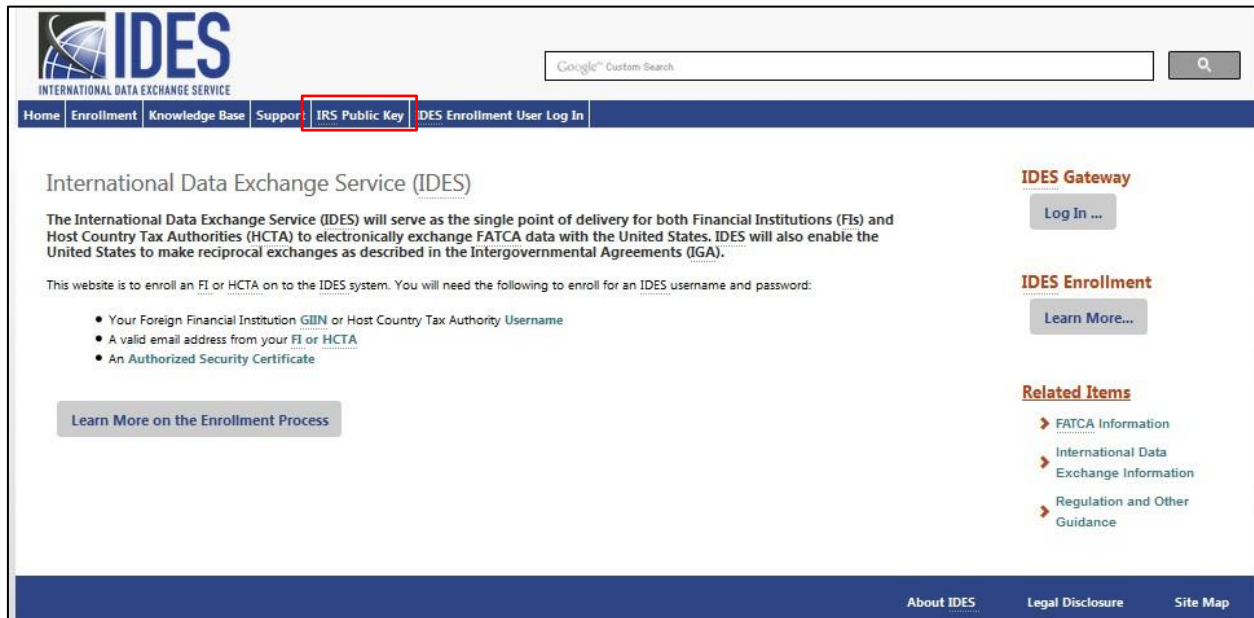 IDES
INTERNATIONAL DATA EXCHANGE SERVICE
Google™ Custom Search
Home Enrollment Knowledge Base Support IRS Public Key IDES Enrollment User Log In
International Data Exchange Service (IDES)
The International Data Exchange Service (IDES) will serve as the single point of delivery for both Financial Institutions (FIs) and
Host Country Tax Authorities (HCTA) to electronically exchange FATCA data with the United States. IDES will also enable the
United States to make reciprocal exchanges as described in the Intergovernmental Agreements (IGA).
This website is to enroll an FI or HCTA on to the IDES system. You will need the following to enroll for an IDES username and password:
• Your Foreign Financial Institution GIIN or Host Country Tax Authority Username
• A valid email address from your FI or HCTA
• An Authorized Security Certificate
Learn More on the Enrollment Process
IDES Gateway
Log In ...
IDES Enrollment
Learn More...
Related Items
FATCA Information
International Data
Exchange Information
Regulation and Other
Guidance
About IDES Legal Disclosure Site Map